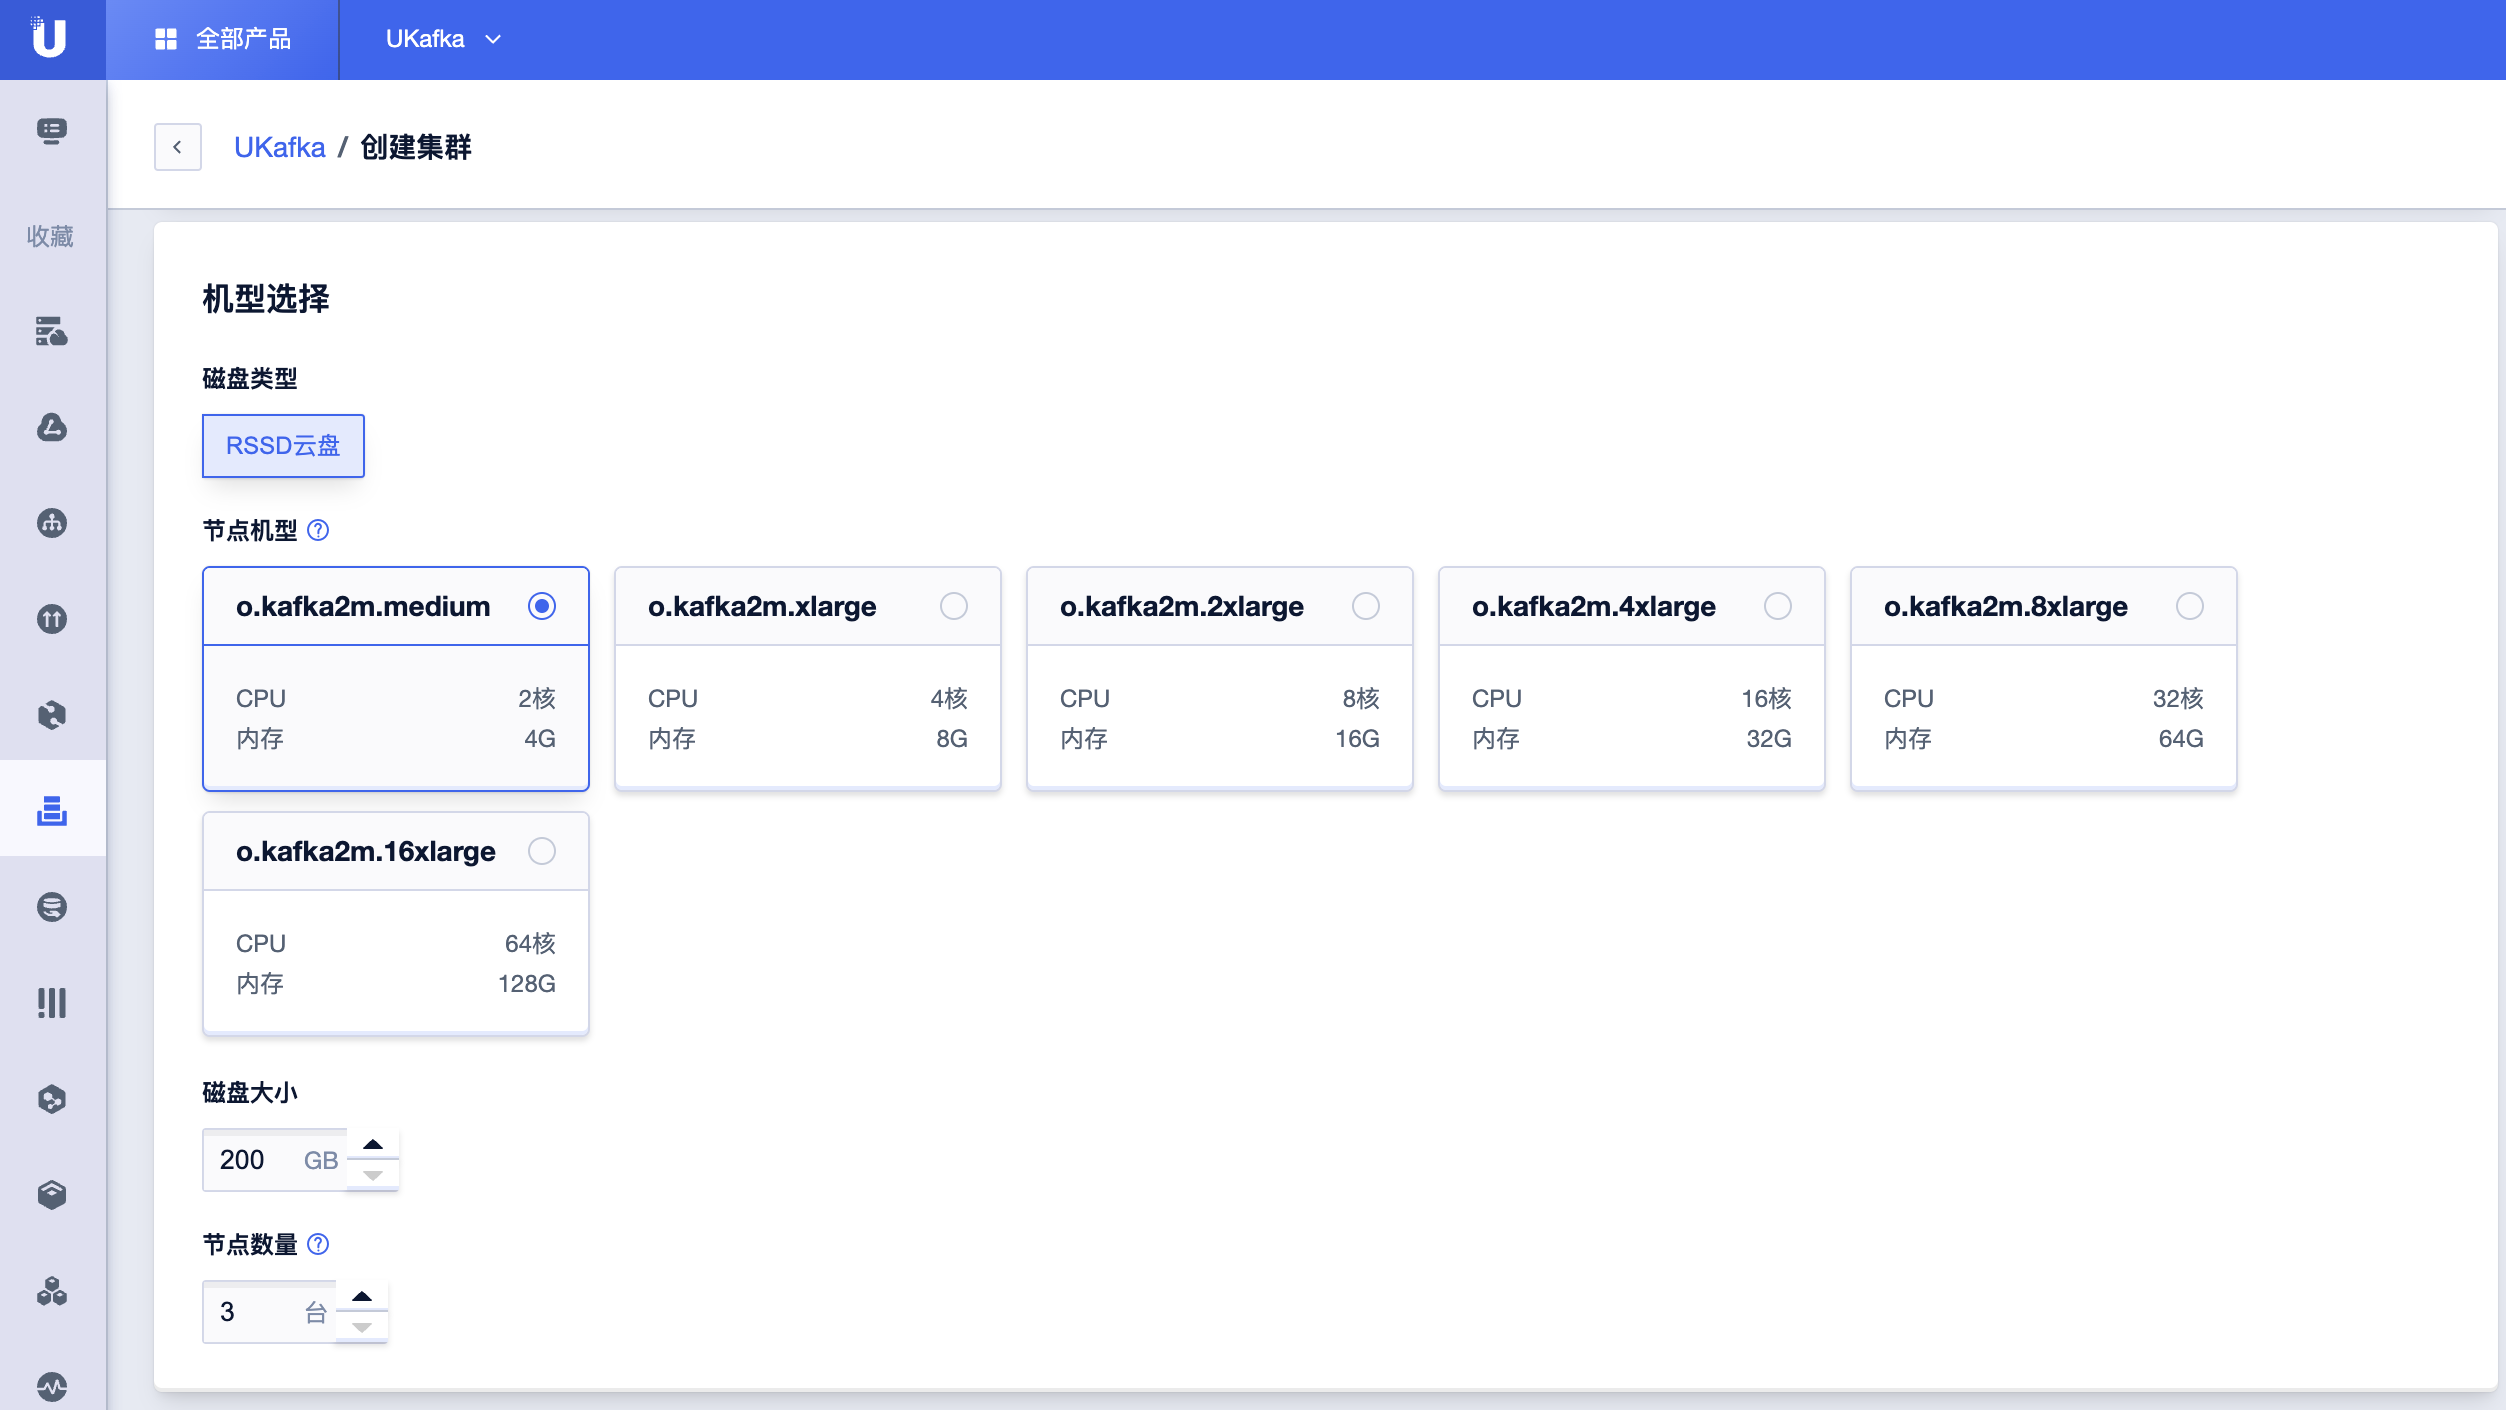 U
全部产品
UKafka
UKafka / 创建集群
收藏
机型选择
磁盘类型
RSSD云盘
节点机型 ?
o.kafka2m.medium
CPU 2核
内存 4G
o.kafka2m.xlarge
CPU 4核
内存 8G
o.kafka2m.2xlarge
CPU 8核
内存 16G
o.kafka2m.4xlarge
CPU 16核
内存 32G
o.kafka2m.8xlarge
CPU 32核
内存 64G
o.kafka2m.16xlarge
CPU 64核
内存 128G
磁盘大小
200 GB
节点数量 ?
3 台